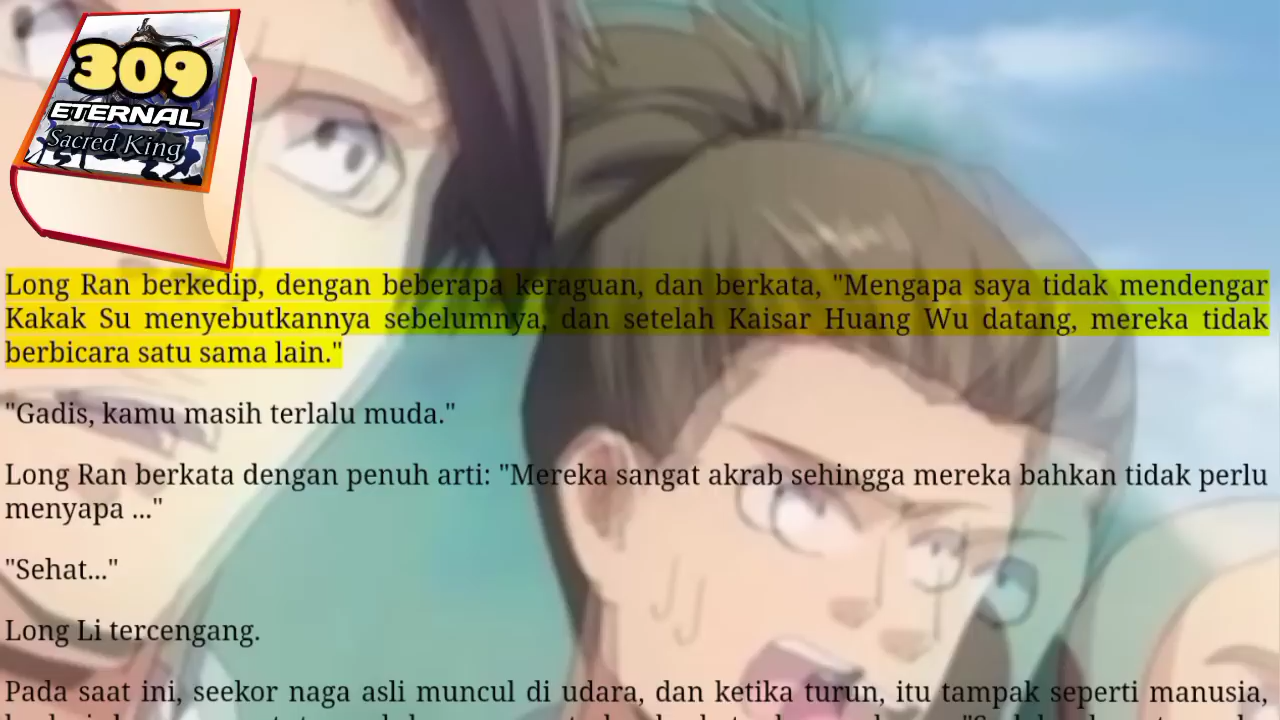 309
ETERNAL
Sacred King
Long Ran berkedip, dengan beberapa keraguan, dan berkata, "Mengapa saya tidak mendengar
Kakak Su menyebutkannya sebelumnya, dan setelah Kaisar Huang Wu datang, mereka tidak
berbicara satu sama lain."
"Gadis, kamu masih terlalu muda."
Long Ran berkata dengan penuh arti: "Mereka sangat akrab sehingga mereka bahkan tidak perlu
menyapa ..."
"Sehat..."
Long Li tercengang.
Pada saat ini, seekor naga asli muncul di udara, dan ketika turun, itu tampak seperti manusia,